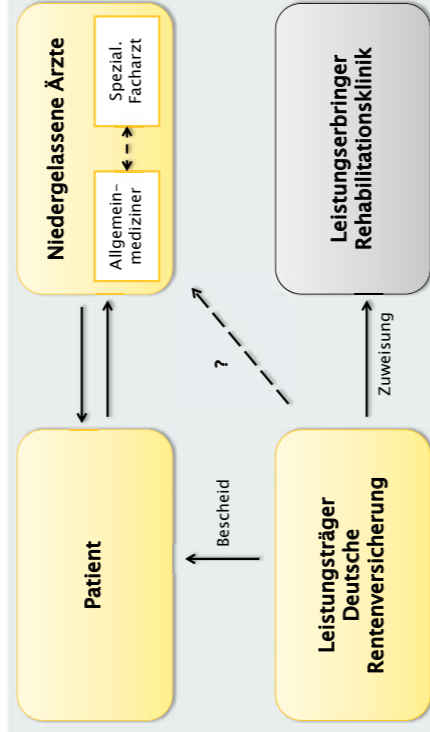 Patient
Niedergelassene Ärzte
Allgemein-
mediziner
Spezial.
Facharzt
Bescheid
?
Leistungsträger
Deutsche
Rentenversicherung
Zuweisung
Leistungserbringer
Rehabilitationsklinik